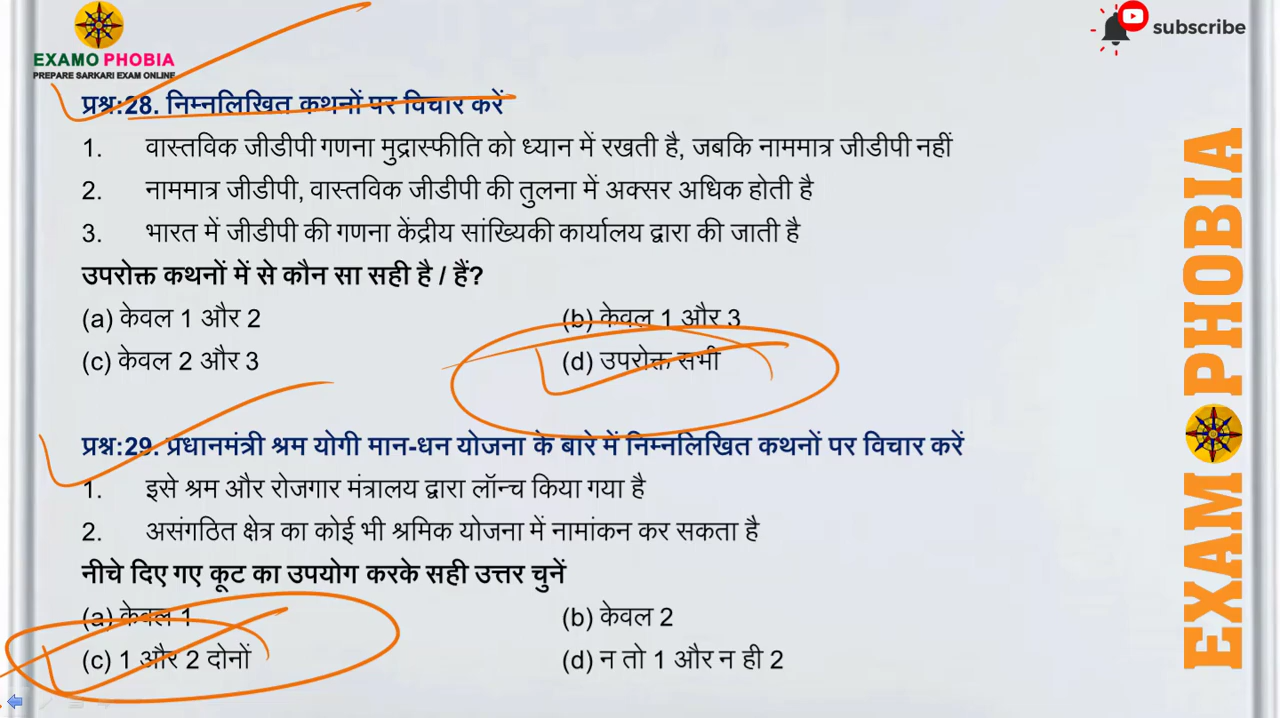 EXAMO PHOBIA
PREPARE SARKARI EXAM ONLINE
subscribe
प्रश्न:28. निम्नलिखित कथनों पर विचार करें
1. वास्तविक जीडीपी गणना मुद्रास्फीति को ध्यान में रखती है, जबकि नाममात्र जीडीपी नहीं
2. नाममात्र जीडीपी, वास्तविक जीडीपी की तुलना में अक्सर अधिक होती है
3. भारत में जीडीपी की गणना केंद्रीय सांख्यिकी कार्यालय द्वारा की जाती है
उपरोक्त कथनों में से कौन सा सही है / हैं?
(a) केवल 1 और 2 (b) केवल 1 और 3
(c) केवल 2 और 3 (d) उपरोक्त सभी
प्रश्न:29. प्रधानमंत्री श्रम योगी मान-धन योजना के बारे में निम्नलिखित कथनों पर विचार करें
1. इसे श्रम और रोजगार मंत्रालय द्वारा लॉन्च किया गया है
2. असंगठित क्षेत्र का कोई भी श्रमिक योजना में नामांकन कर सकता है
नीचे दिए गए कूट का उपयोग करके सही उत्तर चुनें
(a) केवल 1 (b) केवल 2
(c) 1 और 2 दोनों (d) न तो 1 और न ही 2
EXAM PHOBIA